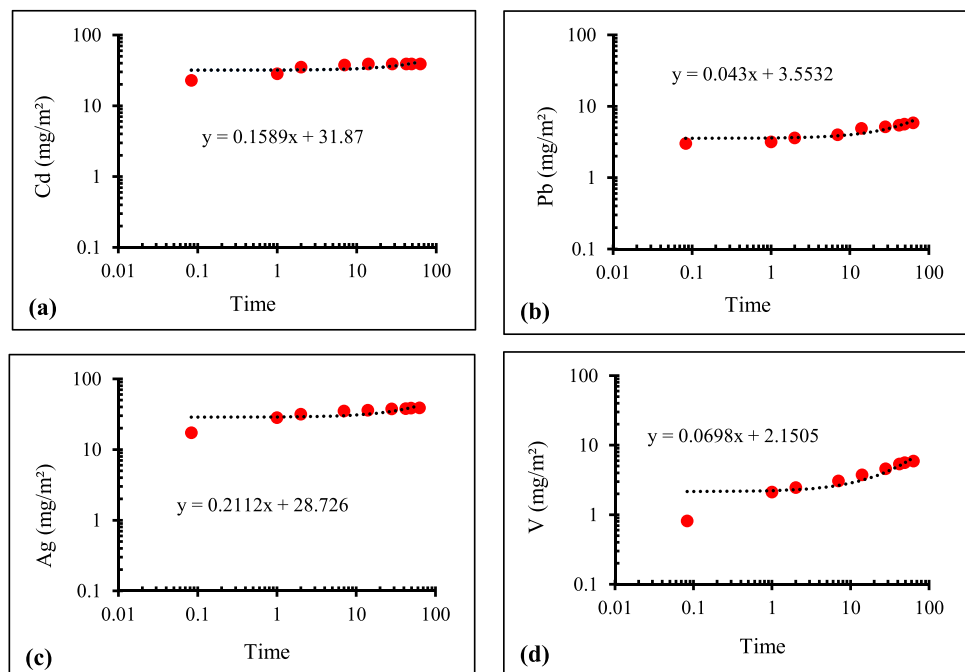 100
10
1
0.1
Cd (mg/m²)
y = 0.1589x + 31.87
0.01 0.1 1 10 100
Time
(a)
100
10
1
0.1
Pb (mg/m²)
y = 0.043x + 3.5532
0.01 0.1 1 10 100
Time
(b)
100
10
1
0.1
Ag (mg/m²)
y = 0.2112x + 28.726
0.01 0.1 1 10 100
Time
(c)
100
10
1
0.1
V (mg/m²)
y = 0.0698x + 2.1505
0.01 0.1 1 10 100
Time
(d)